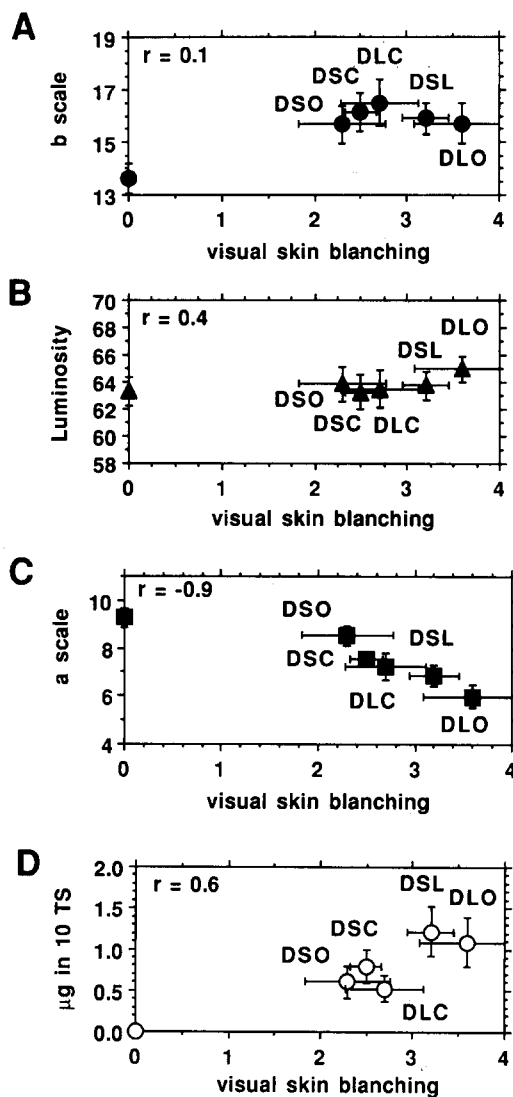 A
b scale
19
17
15
13
r = 0.1
DSO
DSC
DLC
DSL
DLO
0 1 2 3 4
visual skin blanching
B
Luminosity
70
68
66
64
62
60
58
r = 0.4
DSO
DSC
DLC
DSL
DLO
0 1 2 3 4
visual skin blanching
C
a scale
10
8
6
4
r = -0.9
DSO
DSC
DLC
DSL
DLO
0 1 2 3 4
visual skin blanching
D
µg in 10 TS
2.0
1.5
1.0
0.5
0.0
r = 0.6
DSO
DSC
DLC
DSL
DLO
0 1 2 3 4
visual skin blanching